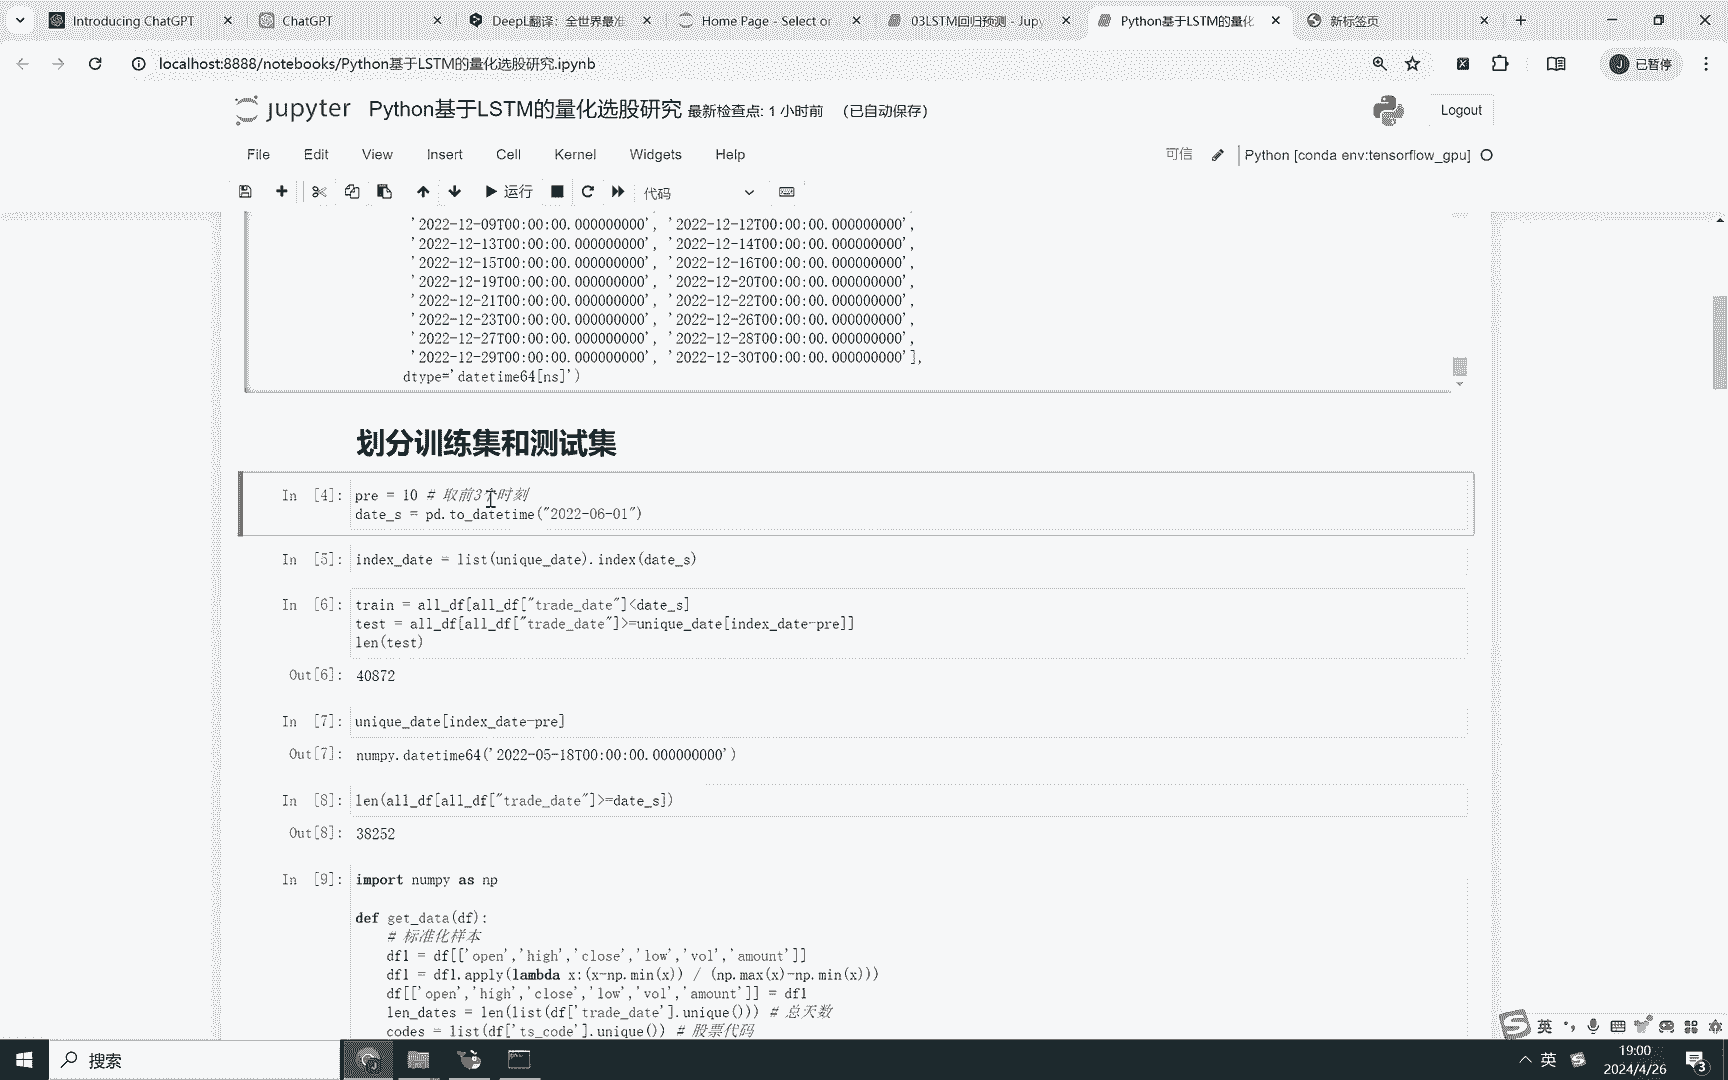 Introducing ChatGPT
ChatGPT
DeepL翻译：全世界最准
Home Page - Select or
03LSTM回归预测 - Jupy
Python基于LSTM的量化
新标签页
localhost:8888/notebooks/Python基于LSTM的量化选股研究.ipynb
已暂停
jupyter Python基于LSTM的量化选股研究 最新检查点: 1 小时前 （已自动保存）
Logout
File Edit View Insert Cell Kernel Widgets Help
可信
Python [conda env:tensorflow_gpu]
运行
代码
'2022-12-09T00:00:00.000000000', '2022-12-12T00:00:00.000000000',
'2022-12-13T00:00:00.000000000', '2022-12-14T00:00:00.000000000',
'2022-12-15T00:00:00.000000000', '2022-12-16T00:00:00.000000000',
'2022-12-19T00:00:00.000000000', '2022-12-20T00:00:00.000000000',
'2022-12-21T00:00:00.000000000', '2022-12-22T00:00:00.000000000',
'2022-12-23T00:00:00.000000000', '2022-12-26T00:00:00.000000000',
'2022-12-27T00:00:00.000000000', '2022-12-28T00:00:00.000000000',
'2022-12-29T00:00:00.000000000', '2022-12-30T00:00:00.000000000'],
dtype='datetime64[ns]')
划分训练集和测试集
In [4]: pre = 10 # 取前3个时刻
date_s = pd.to_datetime("2022-06-01")
In [5]: index_date = list(unique_date).index(date_s)
In [6]: train = all_df[all_df["trade_date"]<date_s]
test = all_df[all_df["trade_date"]>=unique_date[index_date-pre]]
len(test)
Out[6]: 40872
In [7]: unique_date[index_date-pre]
Out[7]: numpy.datetime64('2022-05-18T00:00:00.000000000')
In [8]: len(all_df[all_df["trade_date"]>=date_s])
Out[8]: 38252
In [9]: import numpy as np
def get_data(df):
# 标准化样本
df1 = df[['open','high','close','low','vol','amount']]
df1 = df1.apply(lambda x:(x-np.min(x)) / (np.max(x)-np.min(x)))
df[['open','high','close','low','vol','amount']] = df1
len_dates = len(list(df['trade_date'].unique())) # 总天数
codes = list(df['ts_code'].unique()) # 股票代码
英
搜索
英
19:00
2024/4/26
3